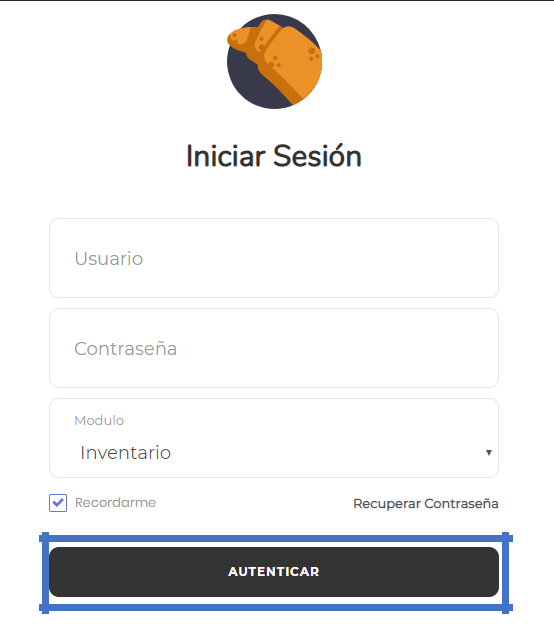 Iniciar Sesión
Usuario
Contraseña
Modulo
Inventario
Recordarme
Recuperar Contraseña
AUTENTICAR